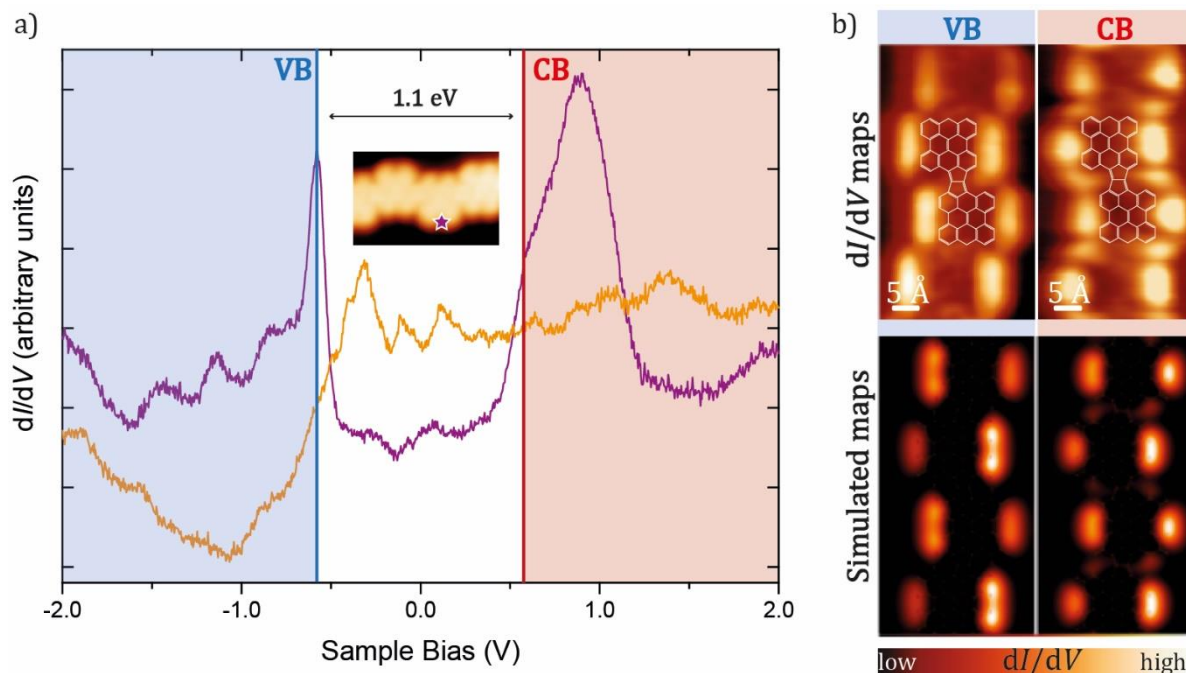 a)
VB
CB
1.1 eV
dI/dV (arbitrary units)
-2.0
-1.0
0.0
1.0
2.0
Sample Bias (V)
b)
VB
CB
dI/dV maps
5 Å
5 Å
Simulated maps
low
dI/dV
high